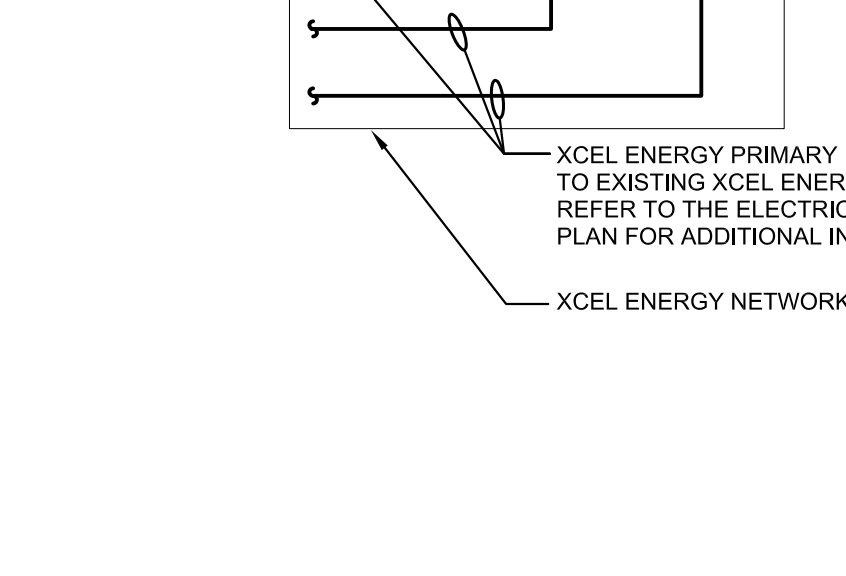 XCEL ENERGY PRIMARY
TO EXISTING XCEL ENER
REFER TO THE ELECTRIC
PLAN FOR ADDITIONAL IN
XCEL ENERGY NETWORK